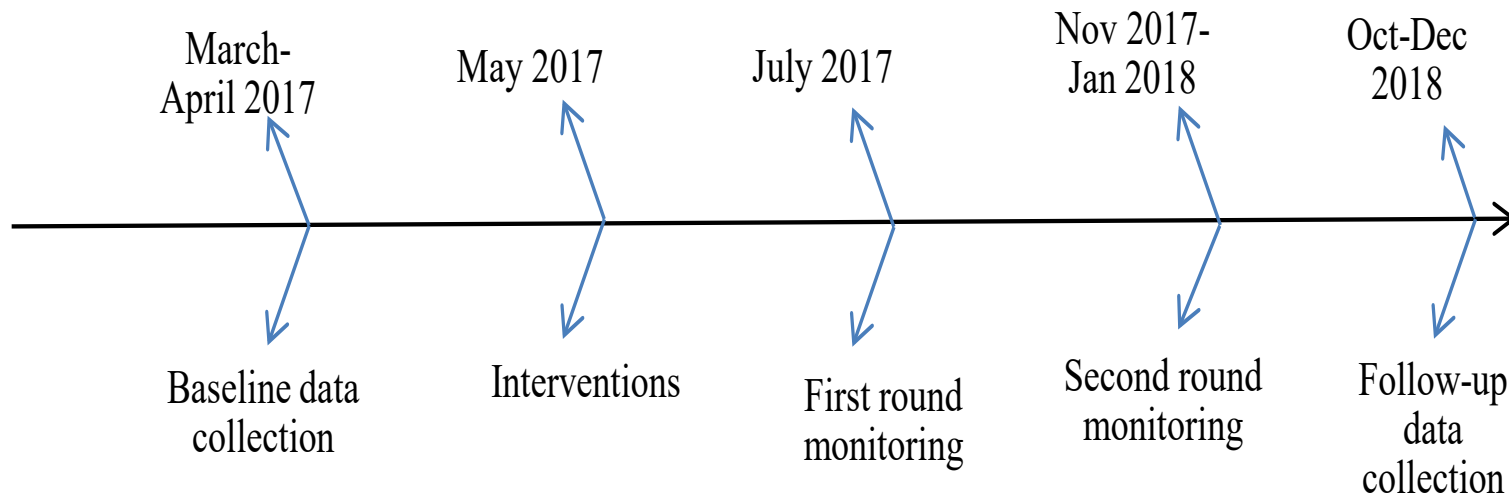 March-
April 2017
May 2017
July 2017
Nov 2017-
Jan 2018
Oct-Dec
2018
Baseline data
collection
Interventions
First round
monitoring
Second round
monitoring
Follow-up
data
collection